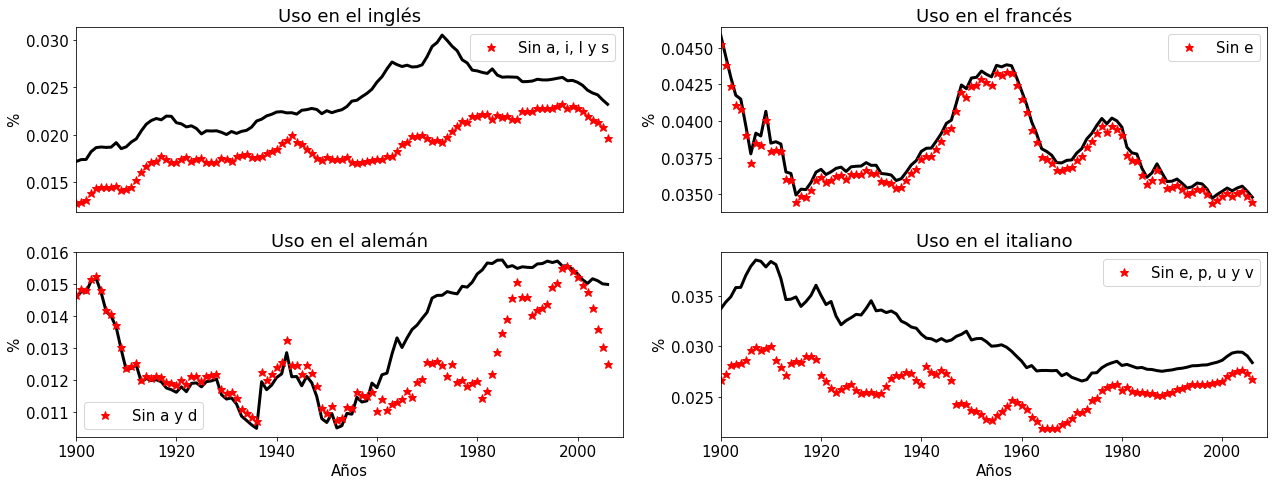 Uso en el inglés
Uso en el francés
0.030
0.025
0.020
0.015
%
Sin a, i, l y s
0.0450
0.0425
0.0400
0.0375
0.0350
%
Sin e
Uso en el alemán
Uso en el italiano
0.016
0.015
0.014
0.013
0.012
0.011
%
Sin a y d
1900 1920 1940 1960 1980 2000
Años
0.035
0.030
0.025
%
Sin e, p, u y v
1900 1920 1940 1960 1980 2000
Años